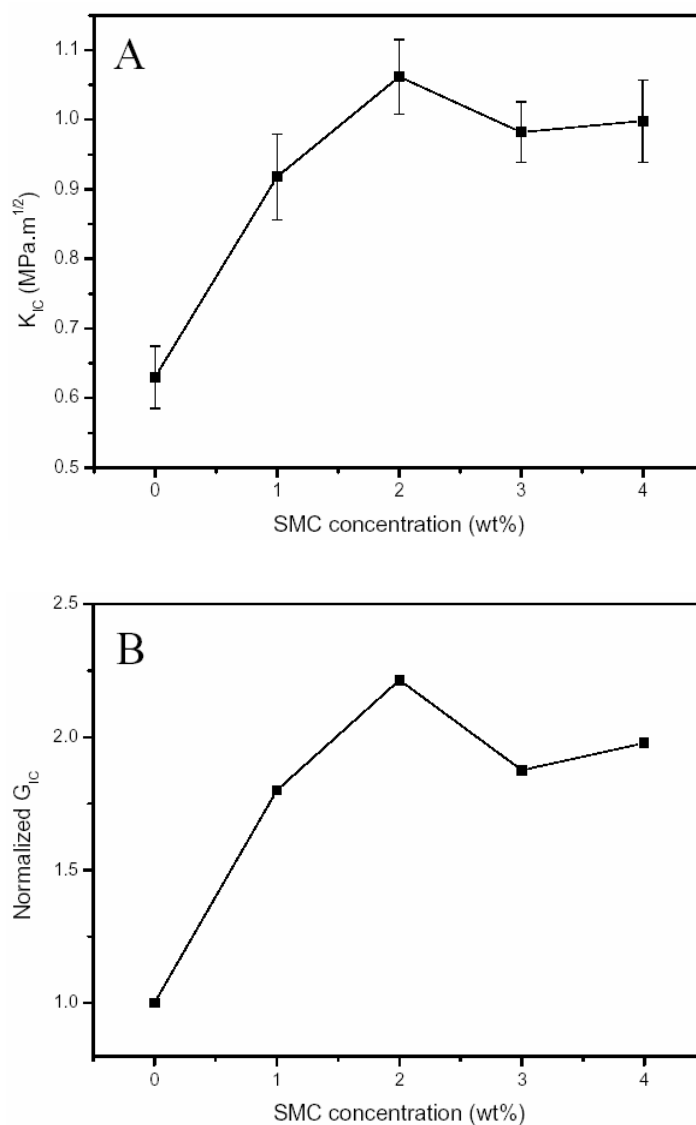 A
1.1
1.0
0.9
0.8
0.7
0.6
0.5
K_IC (MPa.m^1/2)
0 1 2 3 4
SMC concentration (wt%)
B
2.5
2.0
1.5
1.0
Normalized G_IC
0 1 2 3 4
SMC concentration (wt%)